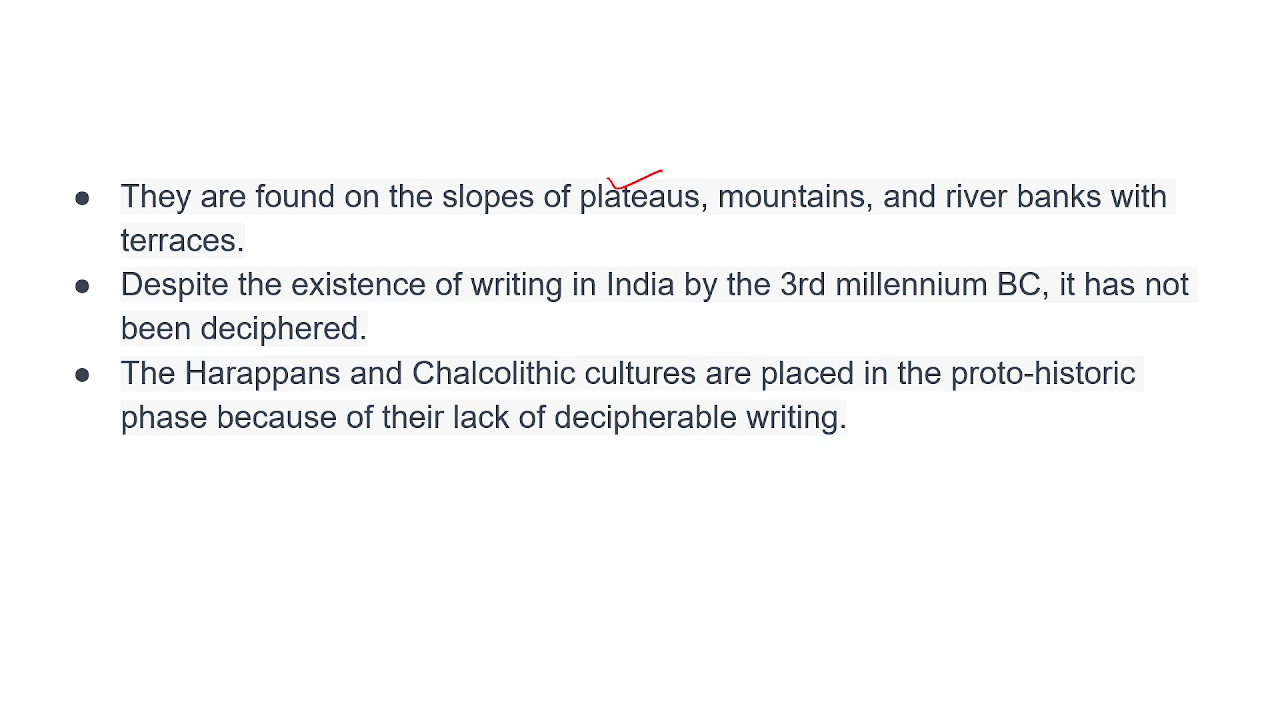 ● They are found on the slopes of plateaus, mountains, and river banks with
terraces.
● Despite the existence of writing in India by the 3rd millennium BC, it has not
been deciphered.
● The Harappans and Chalcolithic cultures are placed in the proto-historic
phase because of their lack of decipherable writing.